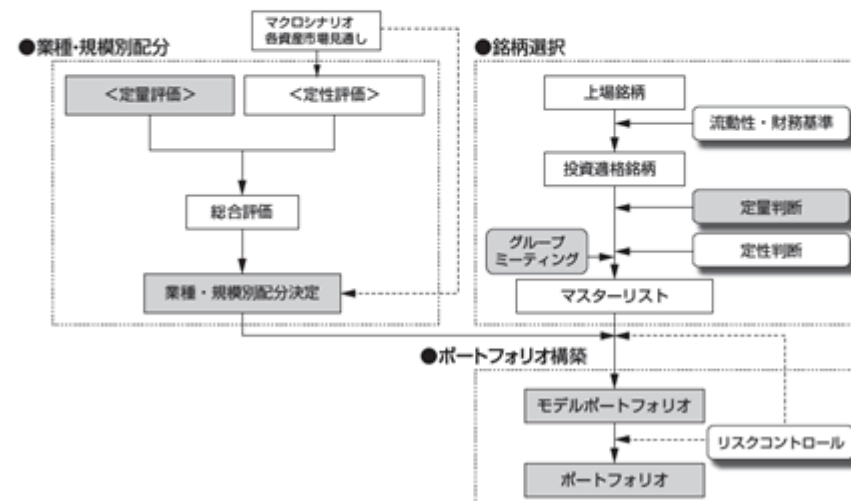 マクロシナリオ
各資産市場見通し
●業種・規模別配分
<定量評価>
<定性評価>
総合評価
業種・規模別配分決定
●銘柄選択
上場銘柄
流動性・財務基準
投資適格銘柄
定量判断
グループ
ミーティング
定性判断
マスターリスト
●ポートフォリオ構築
モデルポートフォリオ
リスクコントロール
ポートフォリオ